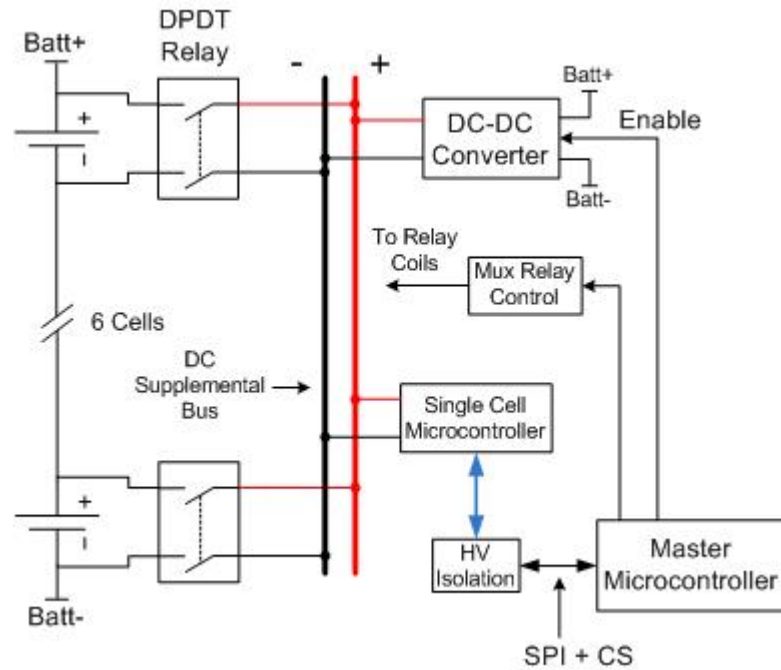 DPDT
Relay
Batt+
-
+
+
–
DC-DC
Converter
Batt+
Batt-
Enable
To Relay
Coils
Mux Relay
Control
6 Cells
DC
Supplemental
Bus
Single Cell
Microcontroller
+
–
Batt-
HV
Isolation
Master
Microcontroller
SPI + CS